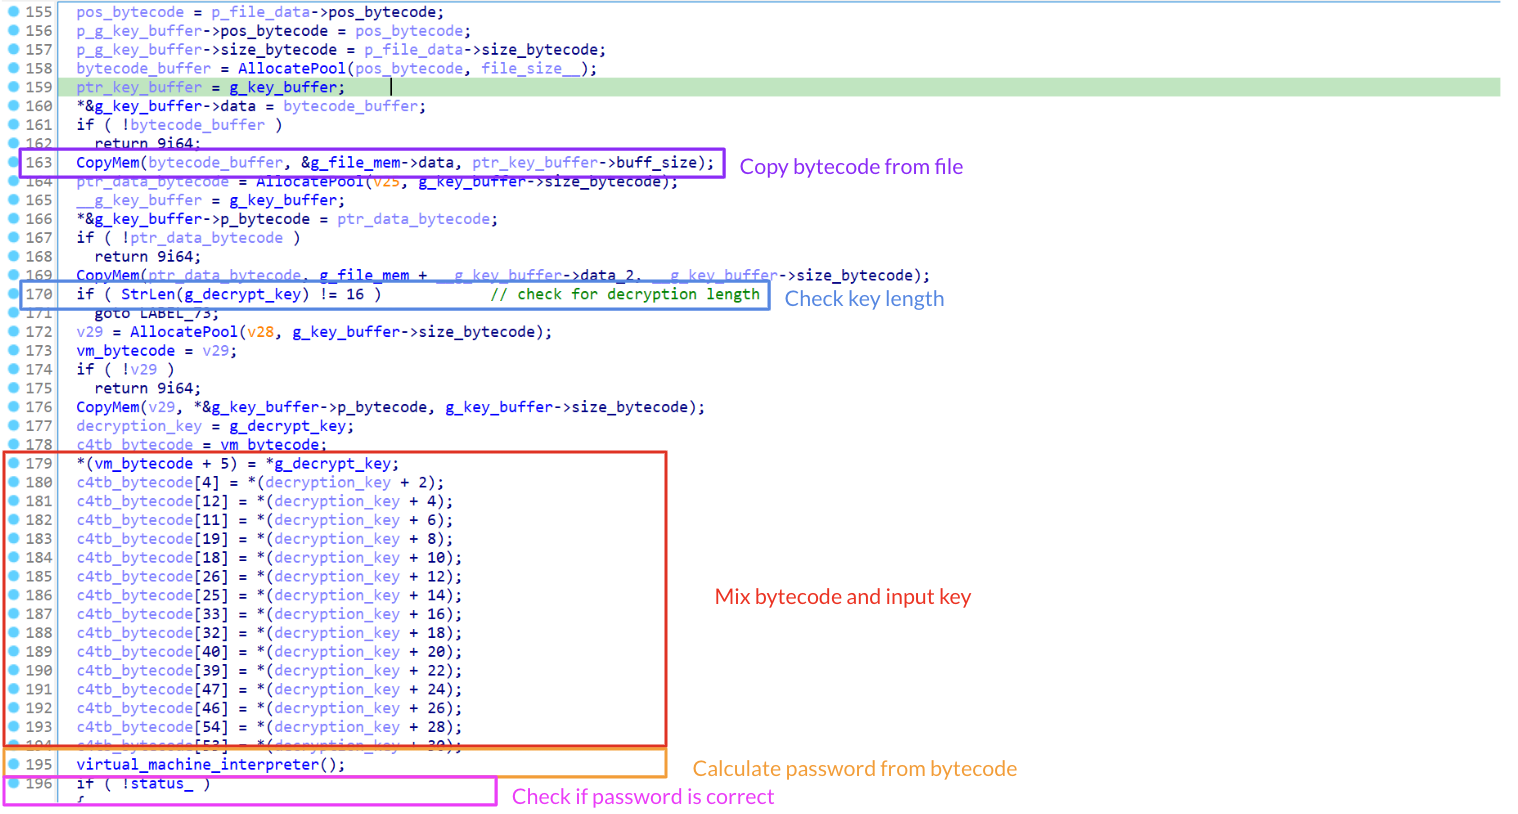 155 pos_bytecode = p_file_data->pos_bytecode;
156 p_g_key_buffer->pos_bytecode = pos_bytecode;
157 p_g_key_buffer->size_bytecode = p_file_data->size_bytecode;
158 bytecode_buffer = AllocatePool(pos_bytecode, file_size__);
159 ptr_key_buffer = g_key_buffer;
160 *&g_key_buffer->data = bytecode_buffer;
161 if ( !bytecode_buffer )
162 return 9i64;
163 CopyMem(bytecode_buffer, &g_file_mem->data, ptr_key_buffer->buff_size); Copy bytecode from file
164 ptr_data_bytecode = AllocatePool(v25, g_key_buffer->size_bytecode);
165 __g_key_buffer = g_key_buffer;
166 *&g_key_buffer->p_bytecode = ptr_data_bytecode;
167 if ( !ptr_data_bytecode )
168 return 9i64;
169 CopyMem(ptr_data_bytecode, g_file_mem + __g_key_buffer->data_2, __g_key_buffer->size_bytecode);
170 if ( StrLen(g_decrypt_key) != 16 ) // check for decryption length Check key length
171 goto LABEL_73;
172 v29 = AllocatePool(v28, g_key_buffer->size_bytecode);
173 vm_bytecode = v29;
174 if ( !v29 )
175 return 9i64;
176 CopyMem(v29, *&g_key_buffer->p_bytecode, g_key_buffer->size_bytecode);
177 decryption_key = g_decrypt_key;
178 c4tb_bytecode = vm_bytecode;
179 *(vm_bytecode + 5) = *g_decrypt_key;
180 c4tb_bytecode[4] = *(decryption_key + 2);
181 c4tb_bytecode[12] = *(decryption_key + 4);
182 c4tb_bytecode[11] = *(decryption_key + 6);
183 c4tb_bytecode[19] = *(decryption_key + 8);
184 c4tb_bytecode[18] = *(decryption_key + 10);
185 c4tb_bytecode[26] = *(decryption_key + 12);
186 c4tb_bytecode[25] = *(decryption_key + 14); Mix bytecode and input key
187 c4tb_bytecode[33] = *(decryption_key + 16);
188 c4tb_bytecode[32] = *(decryption_key + 18);
189 c4tb_bytecode[40] = *(decryption_key + 20);
190 c4tb_bytecode[39] = *(decryption_key + 22);
191 c4tb_bytecode[47] = *(decryption_key + 24);
192 c4tb_bytecode[46] = *(decryption_key + 26);
193 c4tb_bytecode[54] = *(decryption_key + 28);
194 c4tb_bytecode[53] = *(decryption_key + 30);
195 virtual_machine_interpreter(); Calculate password from bytecode
196 if ( !status_ )
{
Check if password is correct